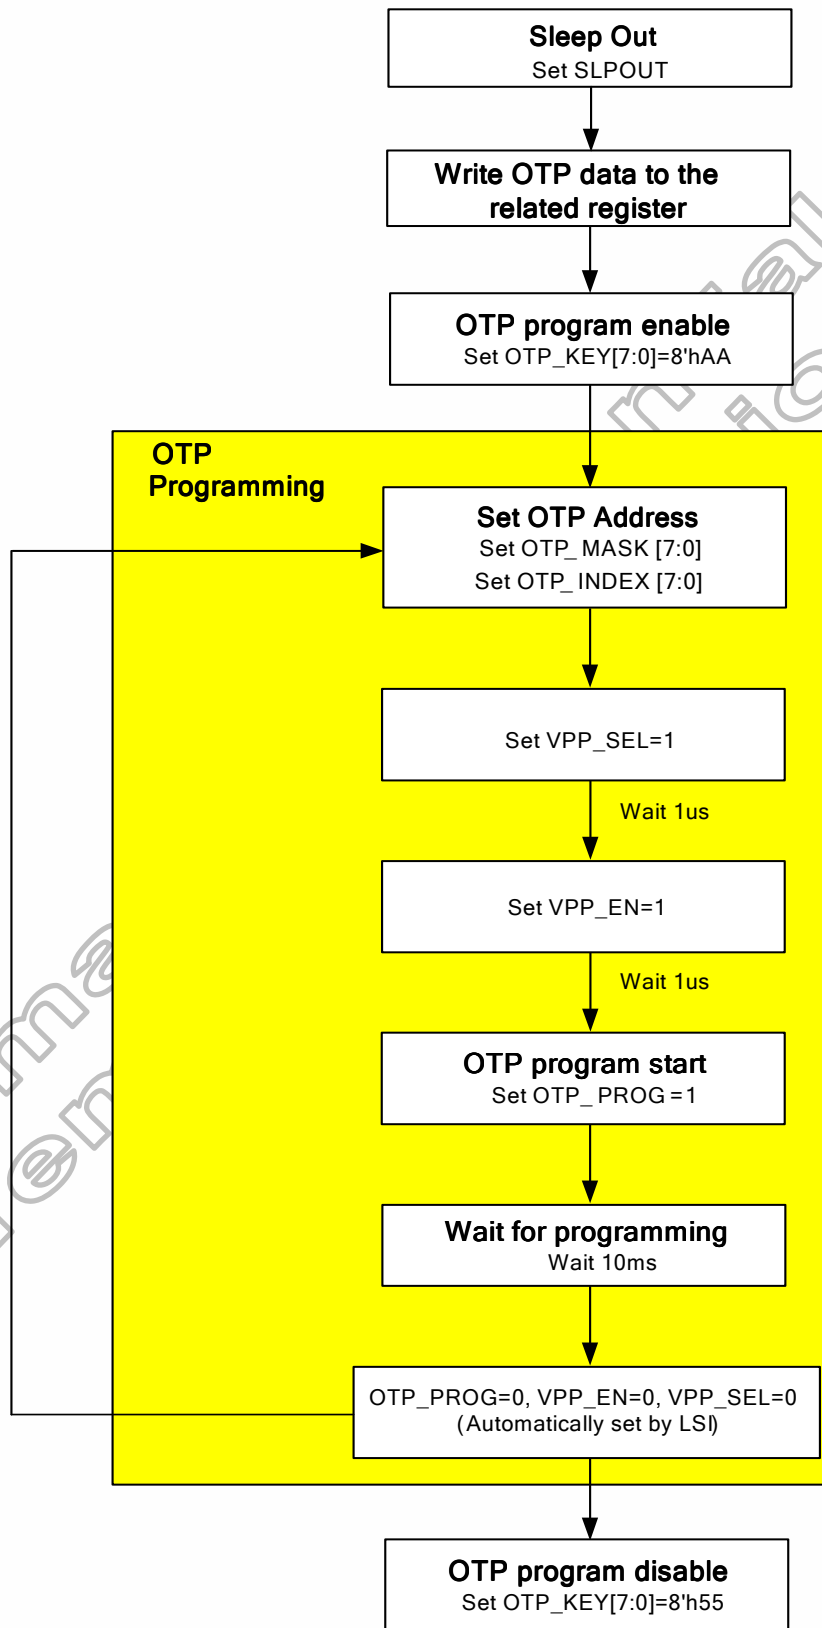 Sleep Out
Set SLPOUT
Write OTP data to the
related register
OTP program enable
Set OTP_KEY[7:0]=8'hAA
OTP
Programming
Set OTP Address
Set OTP_ MASK [7:0]
Set OTP_ INDEX [7:0]
Set VPP_SEL=1
Wait 1us
Set VPP_EN=1
Wait 1us
OTP program start
Set OTP_ PROG =1
Wait for programming
Wait 10ms
OTP_PROG=0, VPP_EN=0, VPP_SEL=0
(Automatically set by LSI)
OTP program disable
Set OTP_KEY[7:0]=8'h55